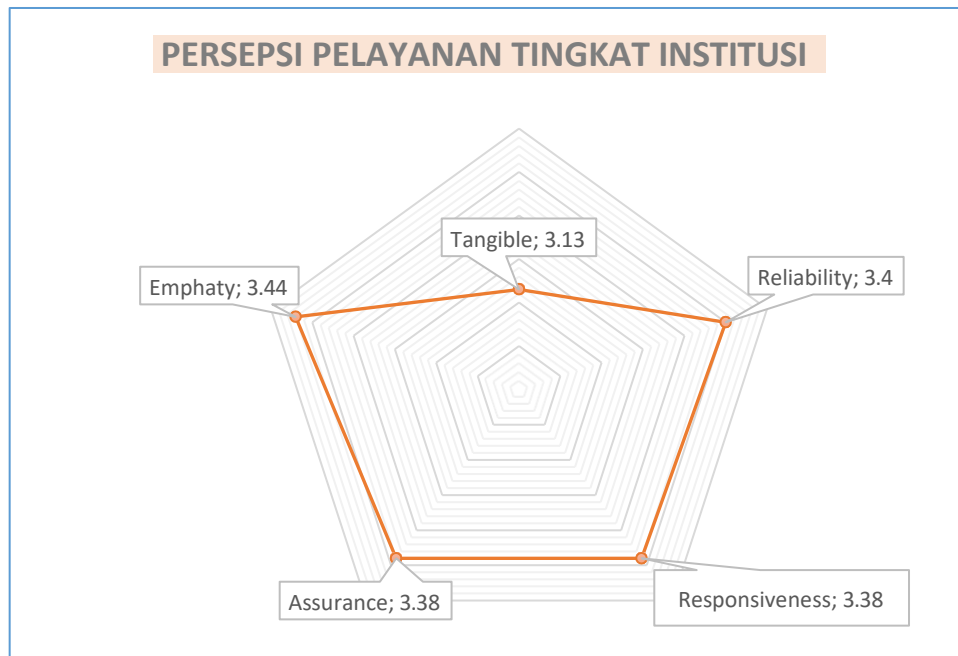 PERSEPSI PELAYANAN TINGKAT INSTITUSI
Tangible; 3.13
Reliability; 3.4
Responsiveness; 3.38
Assurance; 3.38
Emphaty; 3.44